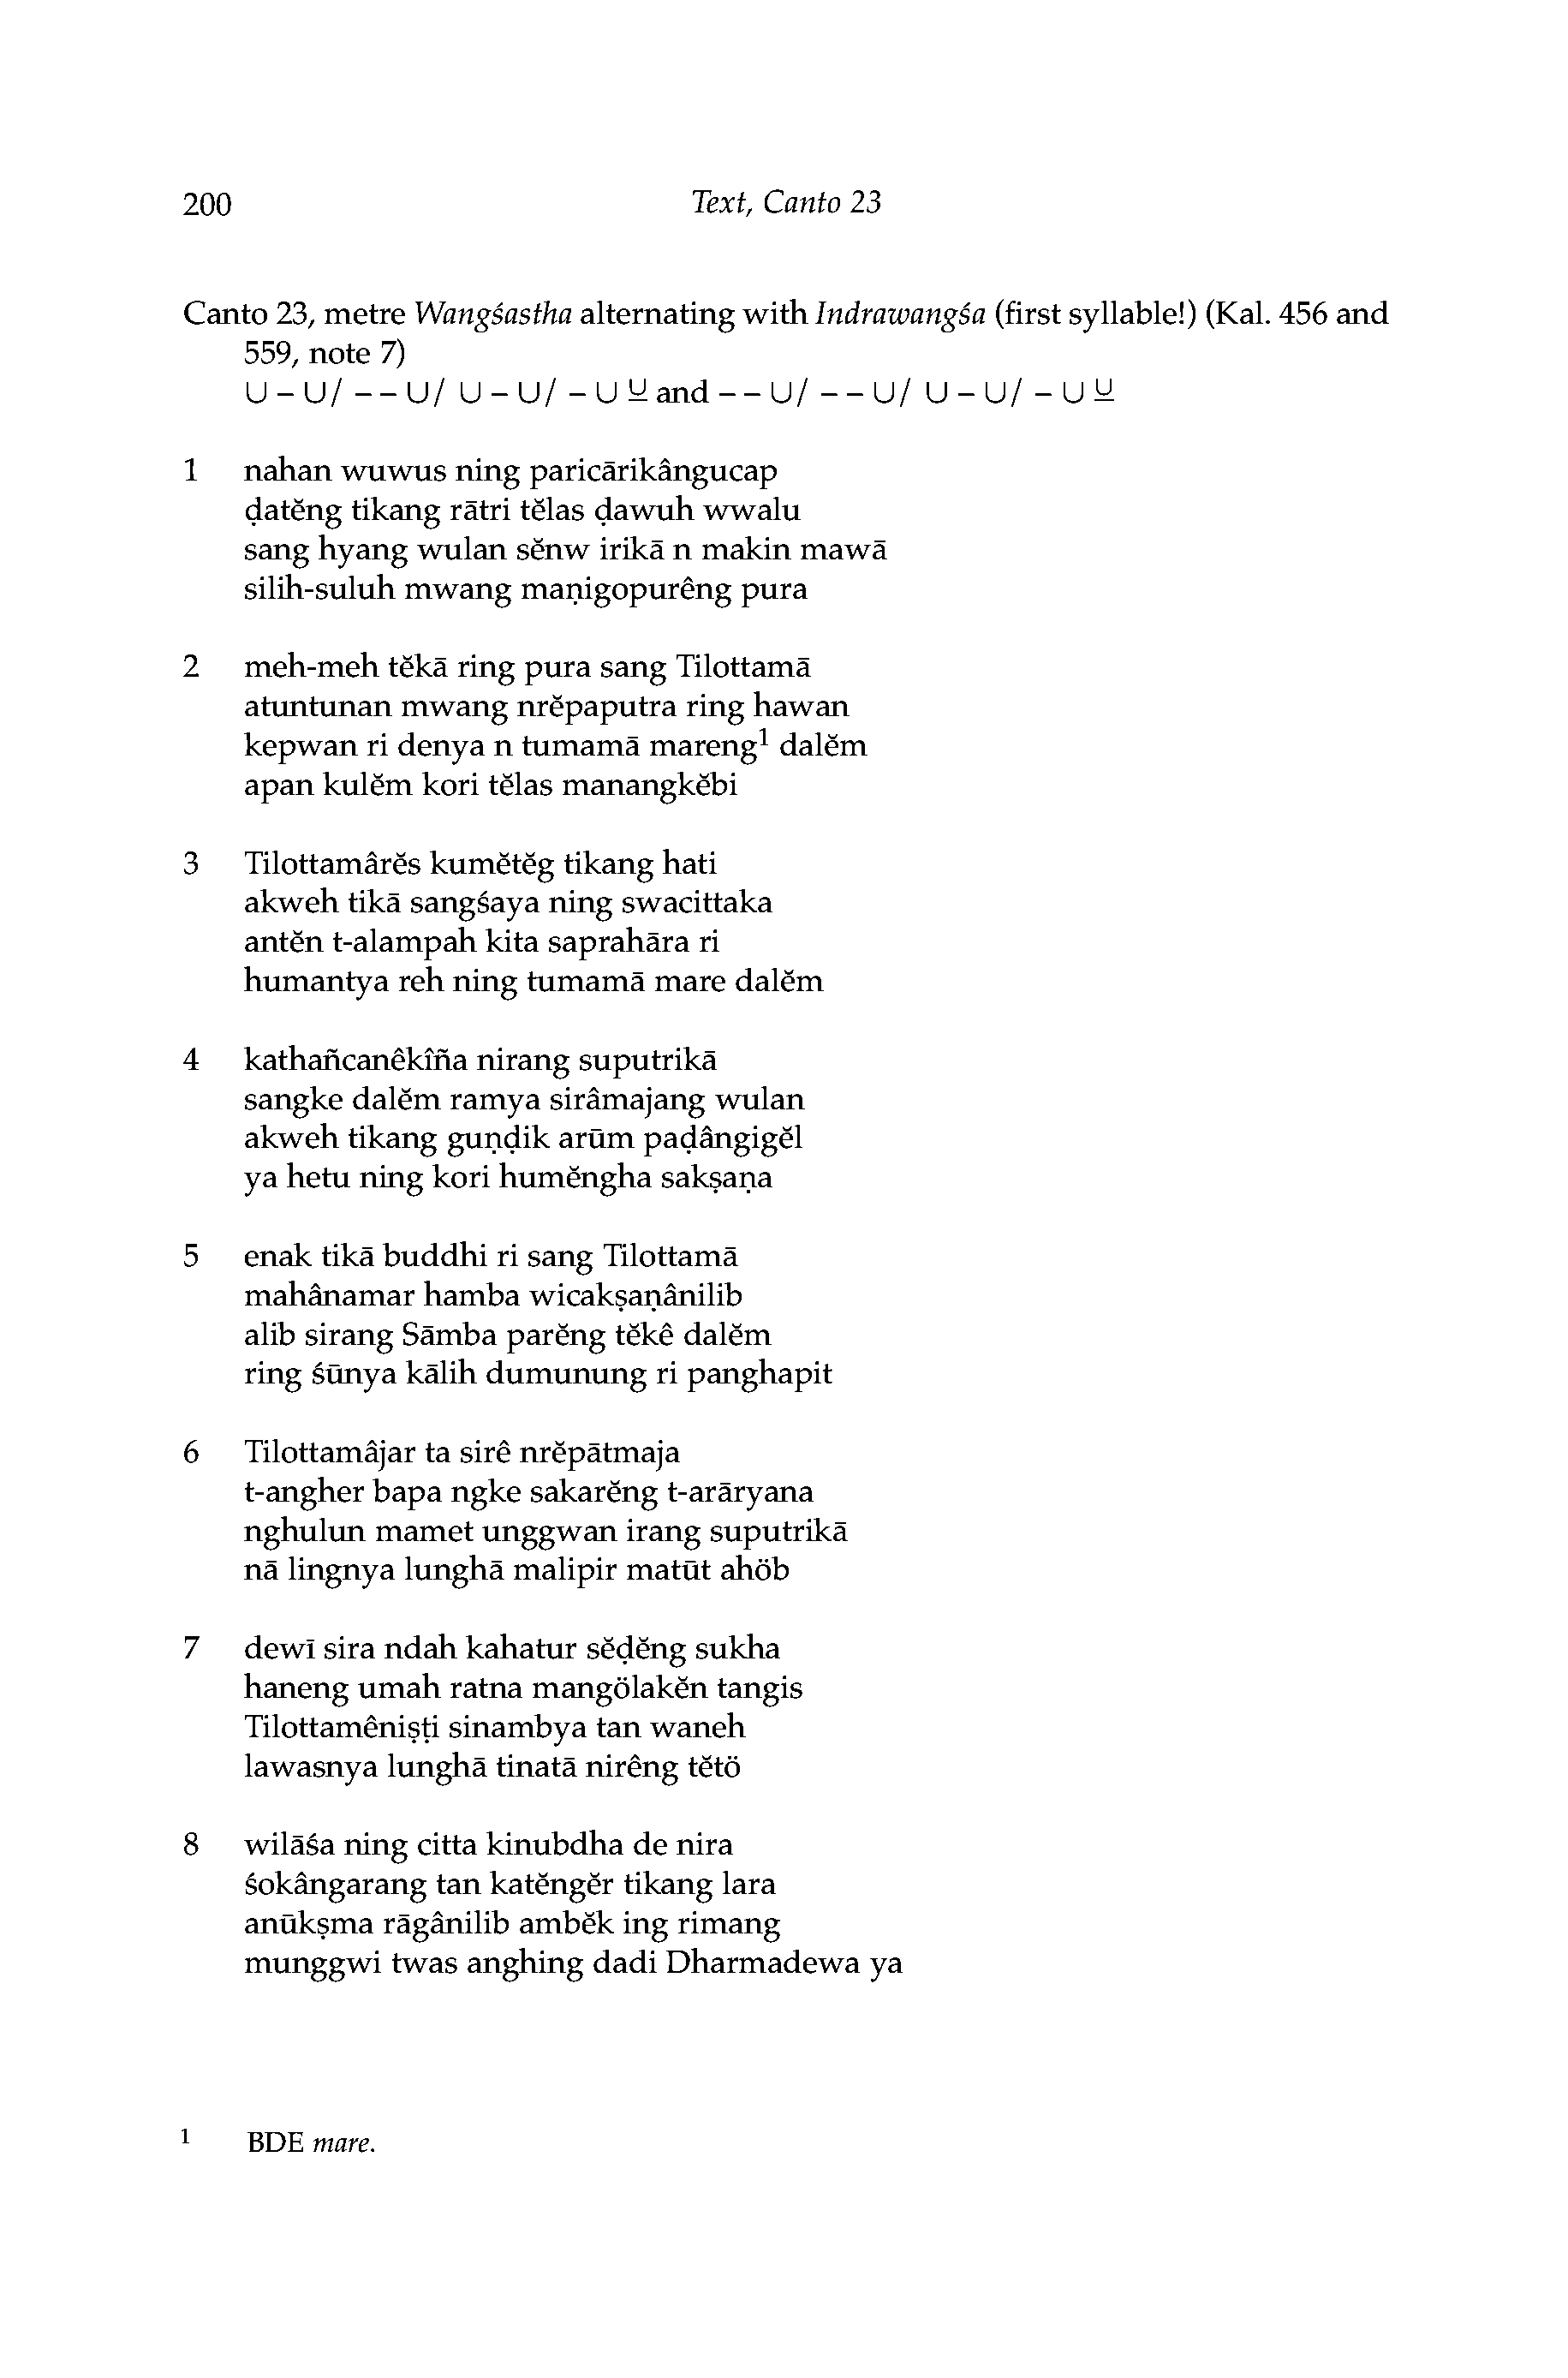 200 Text, Canto 23
Canto 23, metre Wangśastha alternating with Indrawangśa (first syllable!) (Kal. 456 and
559, note 7)
∪ – ∪/ – – ∪/ ∪ – ∪/ – ∪ ⊻ and – – ∪/ – – ∪/ ∪ – ∪/ – ∪ ⊻
1 nahan wuwus ning paricārikângucap
ḍatĕng tikang rātri tĕlas ḍawuh wwalu
sang hyang wulan sĕnw irikā n makin mawā
silih-suluh mwang maṇigopurêng pura
2 meh-meh tĕkā ring pura sang Tilottamā
atuntunan mwang nrĕpaputra ring hawan
kepwan ri denya n tumamā mareng¹ dalĕm
apan kulĕm kori tĕlas manangkĕbi
3 Tilottamârĕs kumĕtĕg tikang hati
akweh tikā sangśaya ning swacittaka
antĕn t-alampah kita saprahāra ri
humantya reh ning tumamā mare dalĕm
4 kathañcanêkîña nirang suputrikā
sangke dalĕm ramya sirâmajang wulan
akweh tikang guṇḍik arūm paḍângigĕl
ya hetu ning kori humĕngha sakṣaṇa
5 enak tikā buddhi ri sang Tilottamā
mahânamar hamba wicakṣaṇânilib
alib sirang Sāmba parĕng tĕkê dalĕm
ring śūnya kālih dumunung ri panghapit
6 Tilottamâjar ta sirê nrĕpātmaja
t-angher bapa ngke sakarĕng t-arāryana
nghulun mamet unggwan irang suputrikā
nā lingnya lunghā malipir matūt ahöb
7 dewī sira ndah kahatur sĕḍĕng sukha
haneng umah ratna mangölakĕn tangis
Tilottamêniṣṭi sinambya tan waneh
lawasnya lunghā tinatā nirêng tĕtö
8 wilāśa ning citta kinubdha de nira
śokângarang tan katĕngĕr tikang lara
anūkṣma rāgânilib ambĕk ing rimang
munggwi twas anghing dadi Dharmadewa ya
¹ BDE mare.